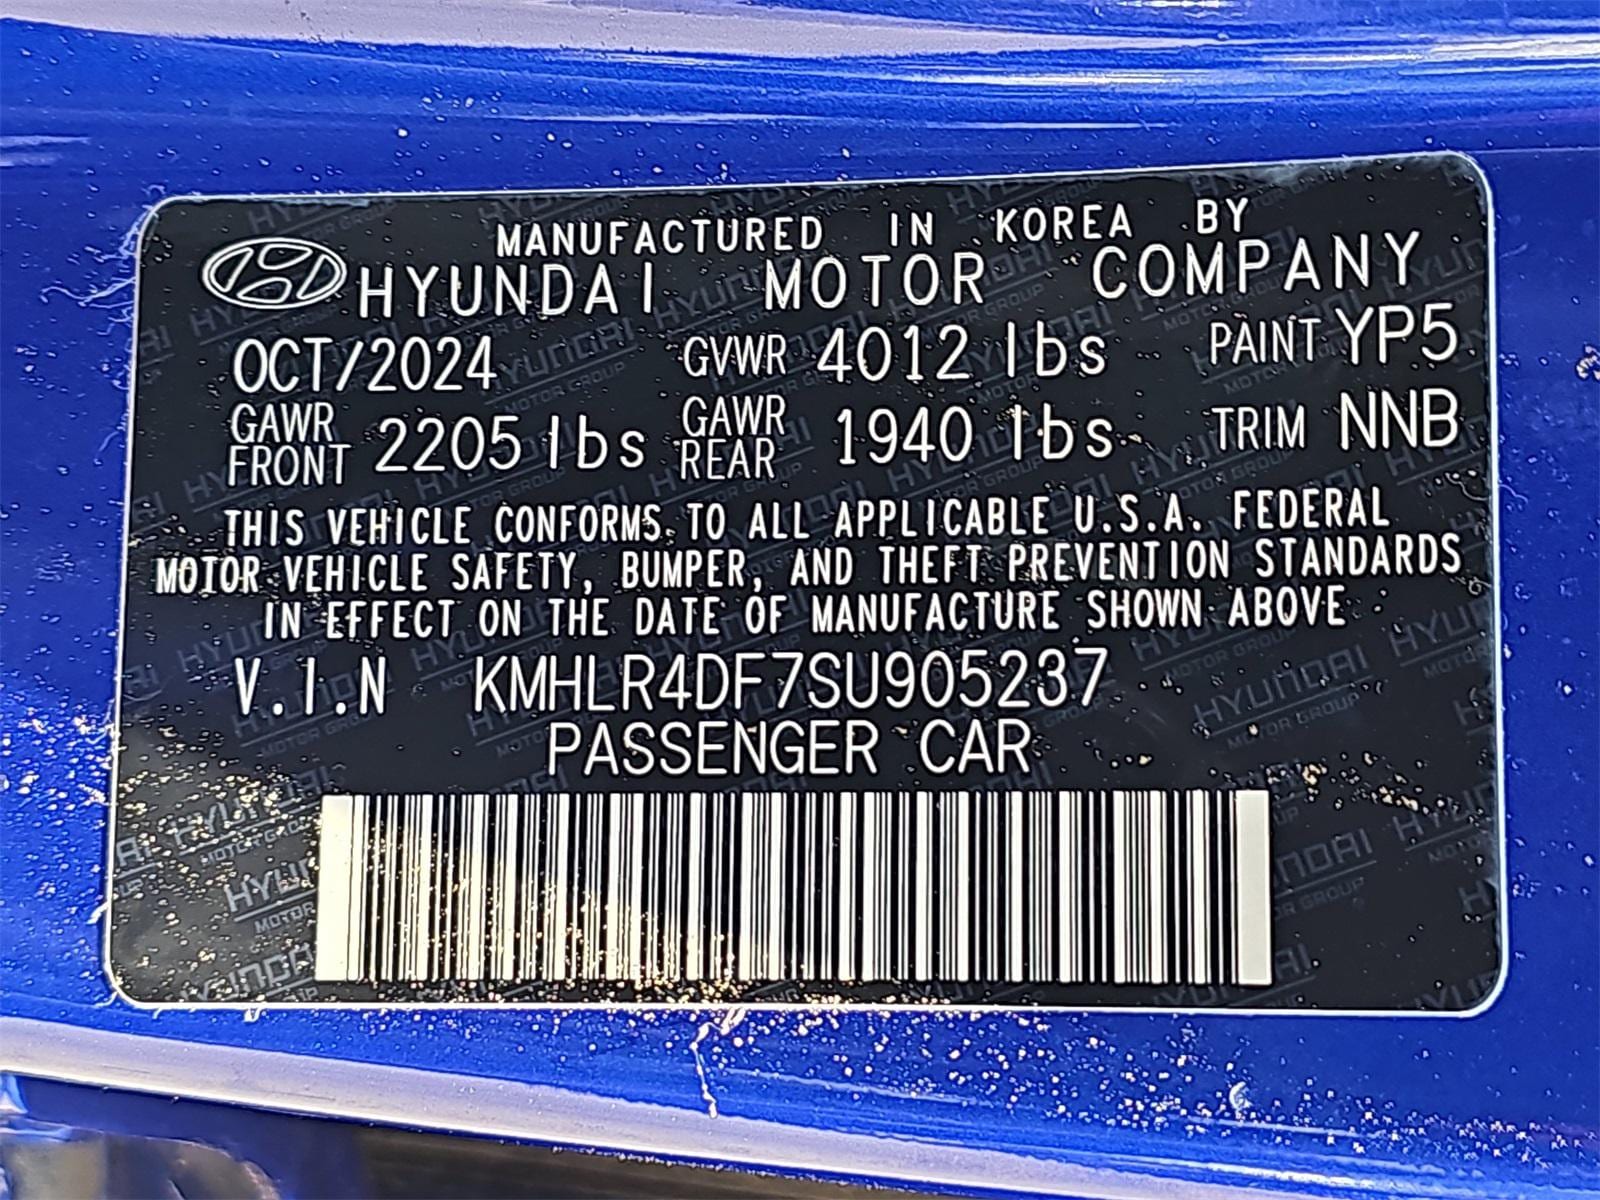 MANUFACTURED IN KOREA BY
HYUNDAI MOTOR COMPANY
OCT/2024 GVWR 4012 lbs PAINT YP5
GAWR FRONT 2205 lbs GAWR REAR 1940 lbs TRIM NNB
THIS VEHICLE CONFORMS TO ALL APPLICABLE U.S.A. FEDERAL
MOTOR VEHICLE SAFETY, BUMPER, AND THEFT PREVENTION STANDARDS
IN EFFECT ON THE DATE OF MANUFACTURE SHOWN ABOVE
V.I.N KMHLR4DF7SU905237
PASSENGER CAR